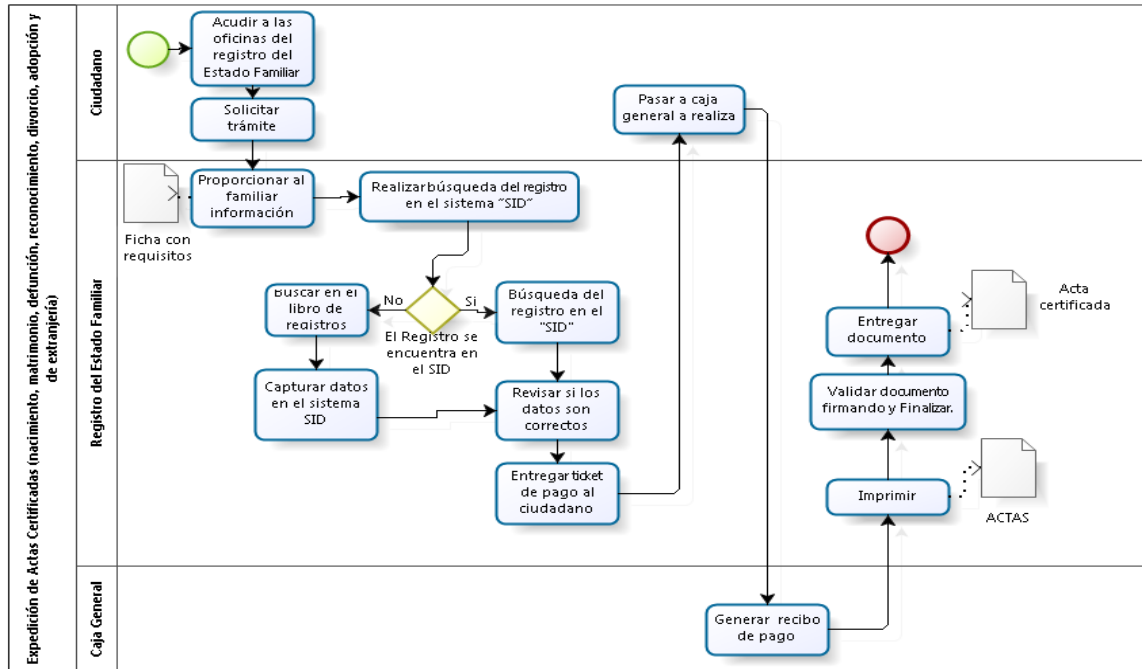 Expedición de Actas Certificadas (nacimiento, matrimonio, defunción, reconocimiento, divorcio, adopción y
de extranjería)
Ciudadano
Acudir a las
oficinas del
registro del
Estado Familiar
Solicitar
trámite
Pasar a caja
general a realiza
Registro del Estado Familiar
Ficha con
requisitos
Proporcionar al
familiar
información
Realizar búsqueda del registro
en el sistema "SID"
No
Si
El Registro se
encuentra en
el SID
Buscar en el
libro de
registros
Búsqueda del
registro en el
"SID"
Capturar datos
en el sistema
SID
Revisar si los
datos son
correctos
Entregar ticket
de pago al
ciudadano
Acta
certificada
Entregar
documento
Validar documento
firmando y Finalizar.
Imprimir
ACTAS
Caja General
Generar recibo
de pago